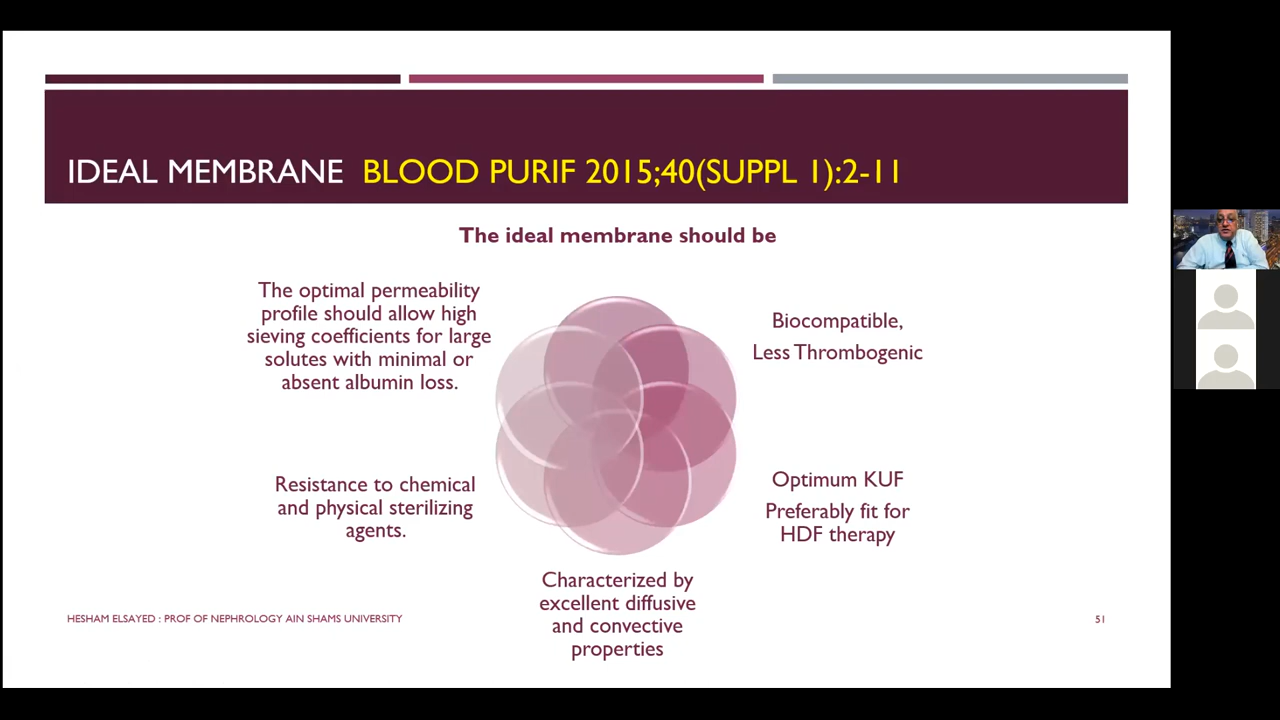 IDEAL MEMBRANE BLOOD PURIF 2015;40(SUPPL 1):2-11
The ideal membrane should be
The optimal permeability
profile should allow high
sieving coefficients for large
solutes with minimal or
absent albumin loss.
Biocompatible,
Less Thrombogenic
Resistance to chemical
and physical sterilizing
agents.
Optimum KUF
Preferably fit for
HDF therapy
Characterized by
excellent diffusive
and convective
properties
HESHAM ELSAYED : PROF OF NEPHROLOGY AIN SHAMS UNIVERSITY
51